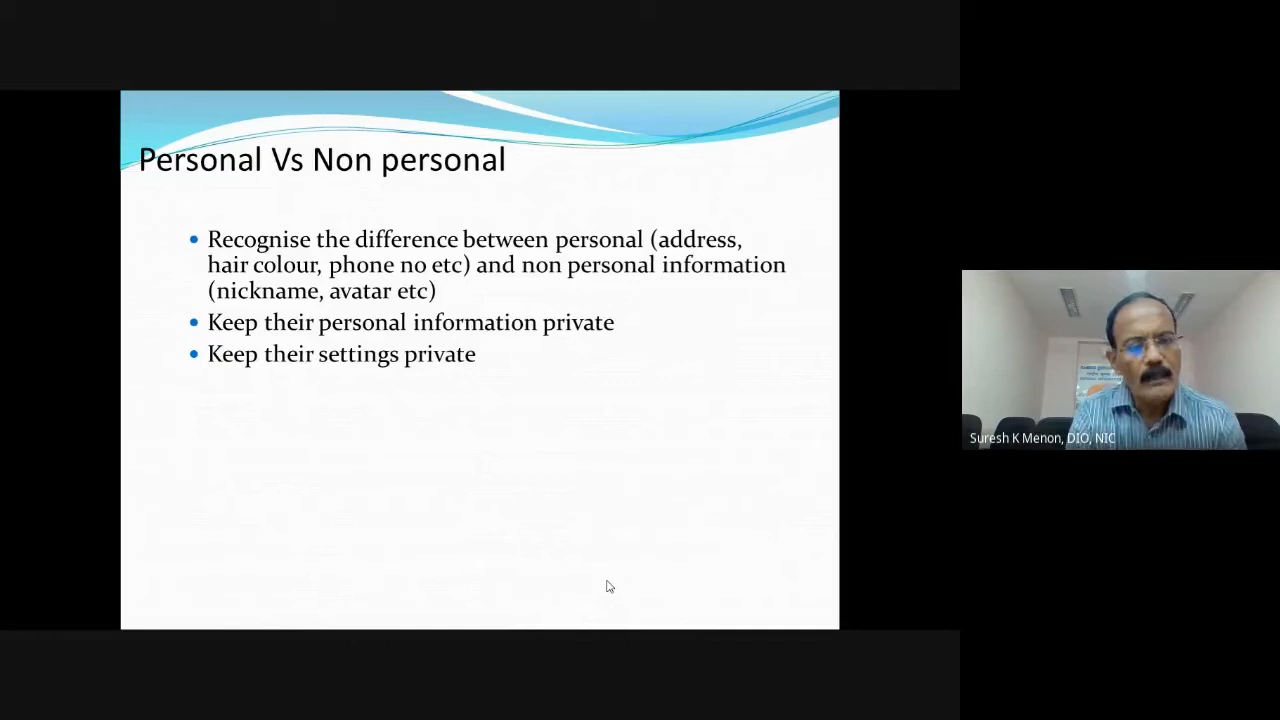 Personal Vs Non personal
Recognise the difference between personal (address,
hair colour, phone no etc) and non personal information
(nickname, avatar etc)
Keep their personal information private
Keep their settings private
Suresh K Menon, DIO, NIC